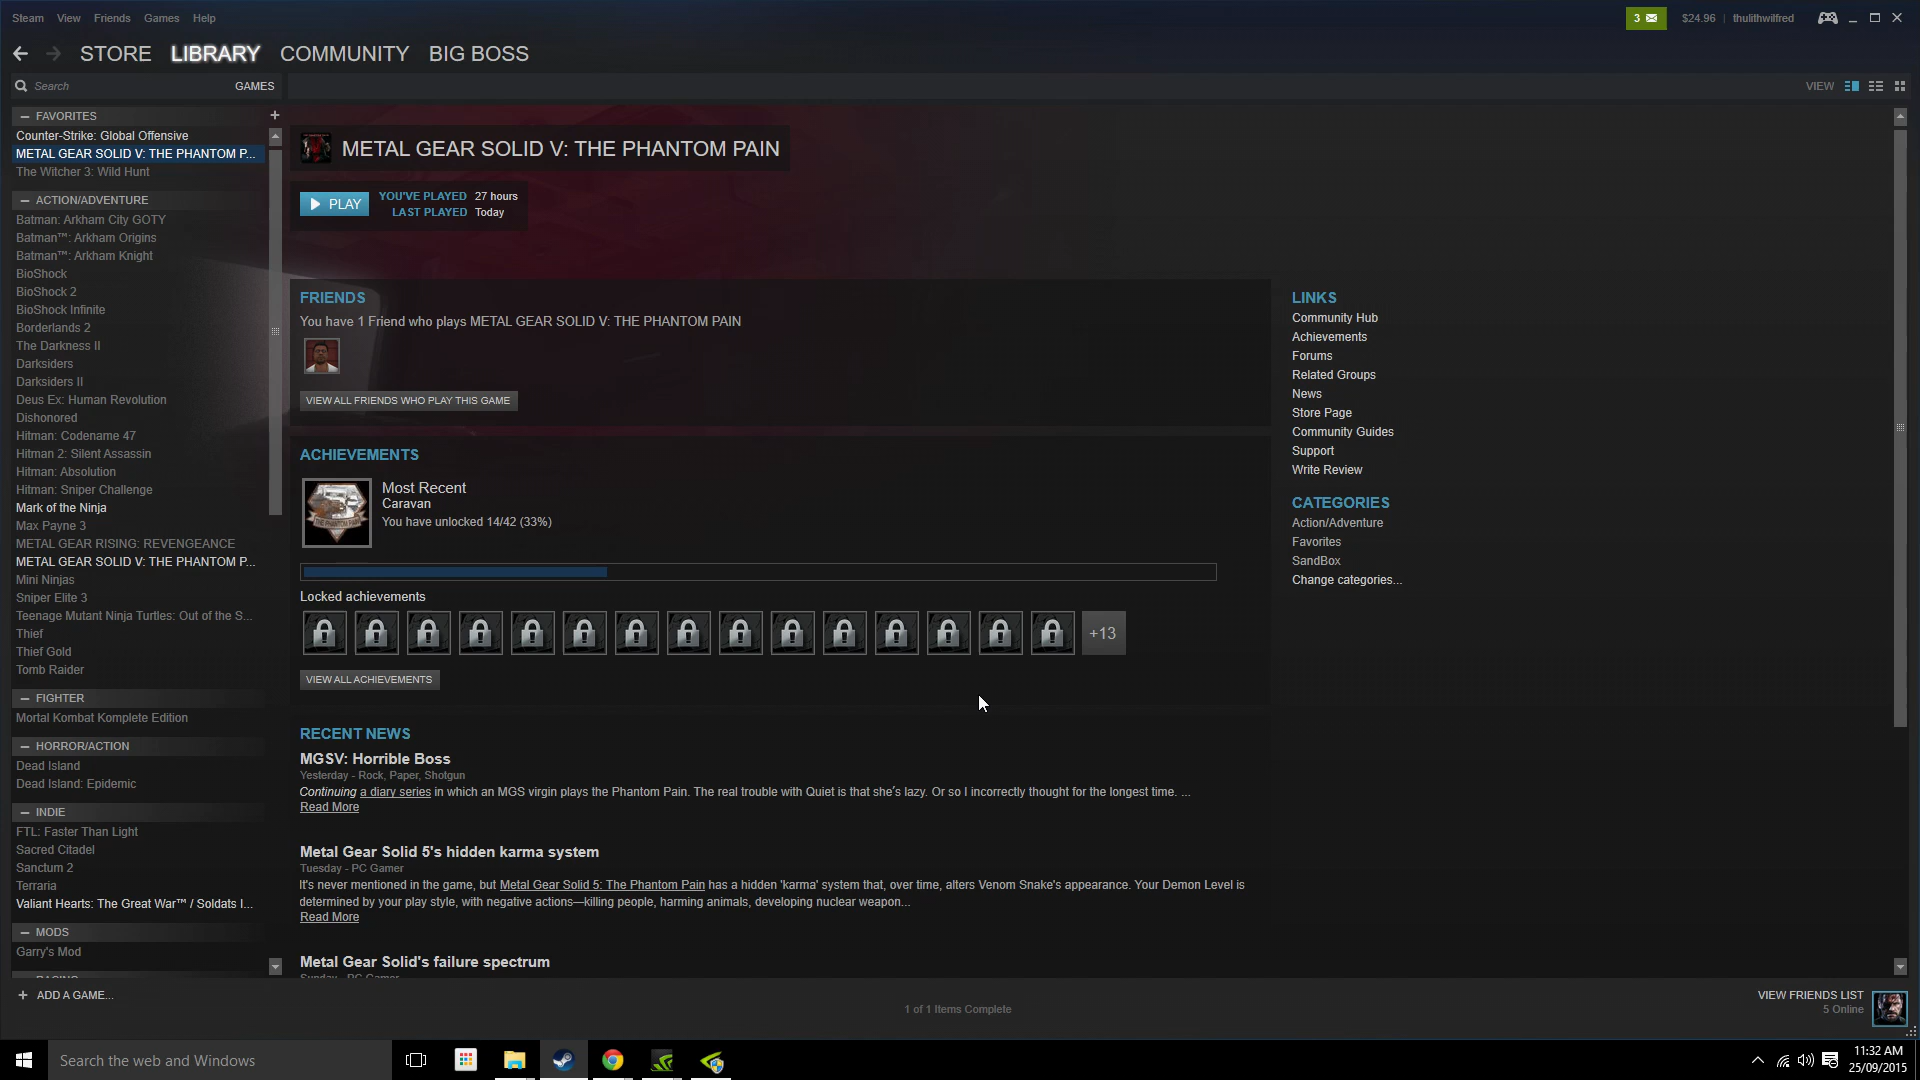 Steam View Friends Games Help
3 $24.96 | thulithwilfred
STORE LIBRARY COMMUNITY BIG BOSS
Search GAMES
VIEW
— FAVORITES +
Counter-Strike: Global Offensive
METAL GEAR SOLID V: THE PHANTOM P...
The Witcher 3: Wild Hunt
— ACTION/ADVENTURE
Batman: Arkham City GOTY
Batman™: Arkham Origins
Batman™: Arkham Knight
BioShock
BioShock 2
BioShock Infinite
Borderlands 2
The Darkness II
Darksiders
Darksiders II
Deus Ex: Human Revolution
Dishonored
Hitman: Codename 47
Hitman 2: Silent Assassin
Hitman: Absolution
Hitman: Sniper Challenge
Mark of the Ninja
Max Payne 3
METAL GEAR RISING: REVENGEANCE
METAL GEAR SOLID V: THE PHANTOM P...
Mini Ninjas
Sniper Elite 3
Teenage Mutant Ninja Turtles: Out of the S...
Thief
Thief Gold
Tomb Raider
— FIGHTER
Mortal Kombat Komplete Edition
— HORROR/ACTION
Dead Island
Dead Island: Epidemic
— INDIE
FTL: Faster Than Light
Sacred Citadel
Sanctum 2
Terraria
Valiant Hearts: The Great War™ / Soldats I...
— MODS
Garry's Mod
— RACING
+ ADD A GAME...
METAL GEAR SOLID V: THE PHANTOM PAIN
PLAY
YOU'VE PLAYED 27 hours
LAST PLAYED Today
FRIENDS
You have 1 Friend who plays METAL GEAR SOLID V: THE PHANTOM PAIN
VIEW ALL FRIENDS WHO PLAY THIS GAME
ACHIEVEMENTS
THE PHANTOM PAIN
Most Recent
Caravan
You have unlocked 14/42 (33%)
Locked achievements
+13
VIEW ALL ACHIEVEMENTS
RECENT NEWS
MGSV: Horrible Boss
Yesterday - Rock, Paper, Shotgun
Continuing a diary series in which an MGS virgin plays the Phantom Pain. The real trouble with Quiet is that she’s lazy. Or so I incorrectly thought for the longest time. ...
Read More
Metal Gear Solid 5's hidden karma system
Tuesday - PC Gamer
It's never mentioned in the game, but Metal Gear Solid 5: The Phantom Pain has a hidden 'karma' system that, over time, alters Venom Snake's appearance. Your Demon Level is
determined by your play style, with negative actions—killing people, harming animals, developing nuclear weapon...
Read More
Metal Gear Solid's failure spectrum
Sunday - PC Gamer
LINKS
Community Hub
Achievements
Forums
Related Groups
News
Store Page
Community Guides
Support
Write Review
CATEGORIES
Action/Adventure
Favorites
SandBox
Change categories...
1 of 1 Items Complete
VIEW FRIENDS LIST
5 Online
Search the web and Windows
11:32 AM
25/09/2015